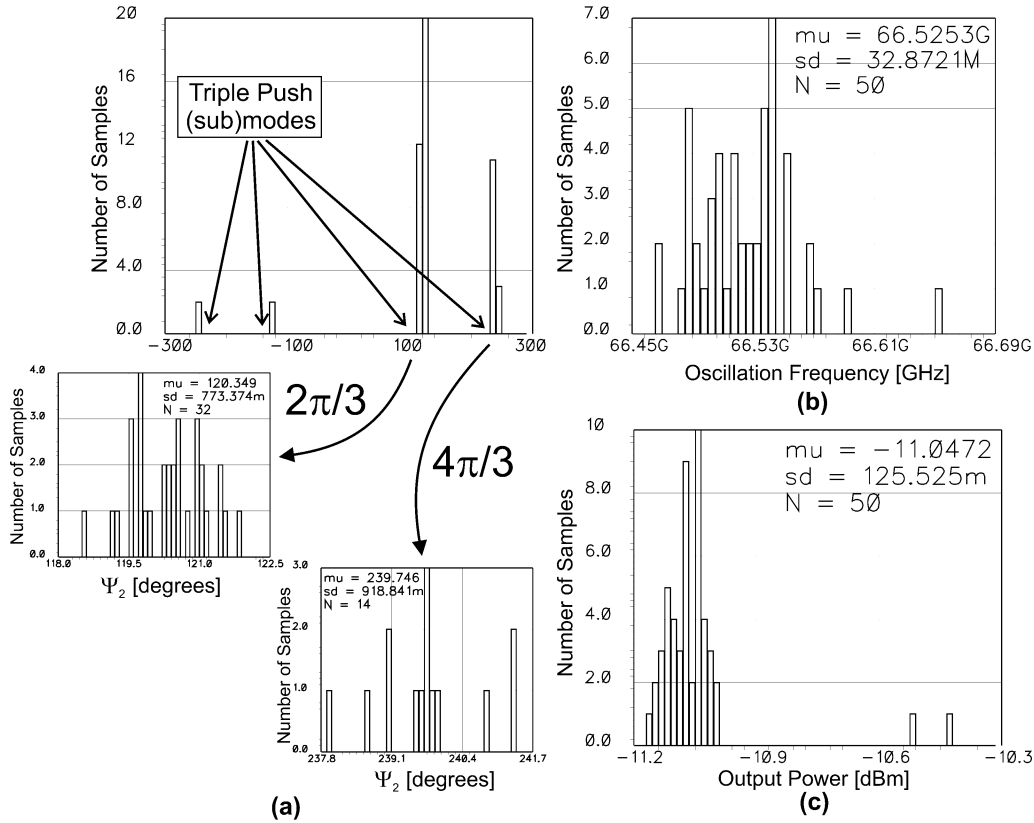 20
16
12
8.0
4.0
0.0
Number of Samples
Triple Push
(sub)modes
−300
−100
100
300
2π/3
4π/3
4.0
3.0
2.0
1.0
0.0
Number of Samples
mu = 120.349
sd = 773.374m
N = 32
118.0
119.5
121.0
122.5
Ψ2 [degrees]
3.0
2.0
1.0
0.0
Number of Samples
mu = 239.746
sd = 918.841m
N = 14
237.8
239.1
240.4
241.7
Ψ2 [degrees]
(a)
7.0
6.0
5.0
4.0
3.0
2.0
1.0
0.0
Number of Samples
mu = 66.5253G
sd = 32.8721M
N = 50
66.45G
66.53G
66.61G
66.69G
Oscillation Frequency [GHz]
(b)
10
8.0
6.0
4.0
2.0
0.0
Number of Samples
mu = −11.0472
sd = 125.525m
N = 50
−11.2
−10.9
−10.6
−10.3
Output Power [dBm]
(c)